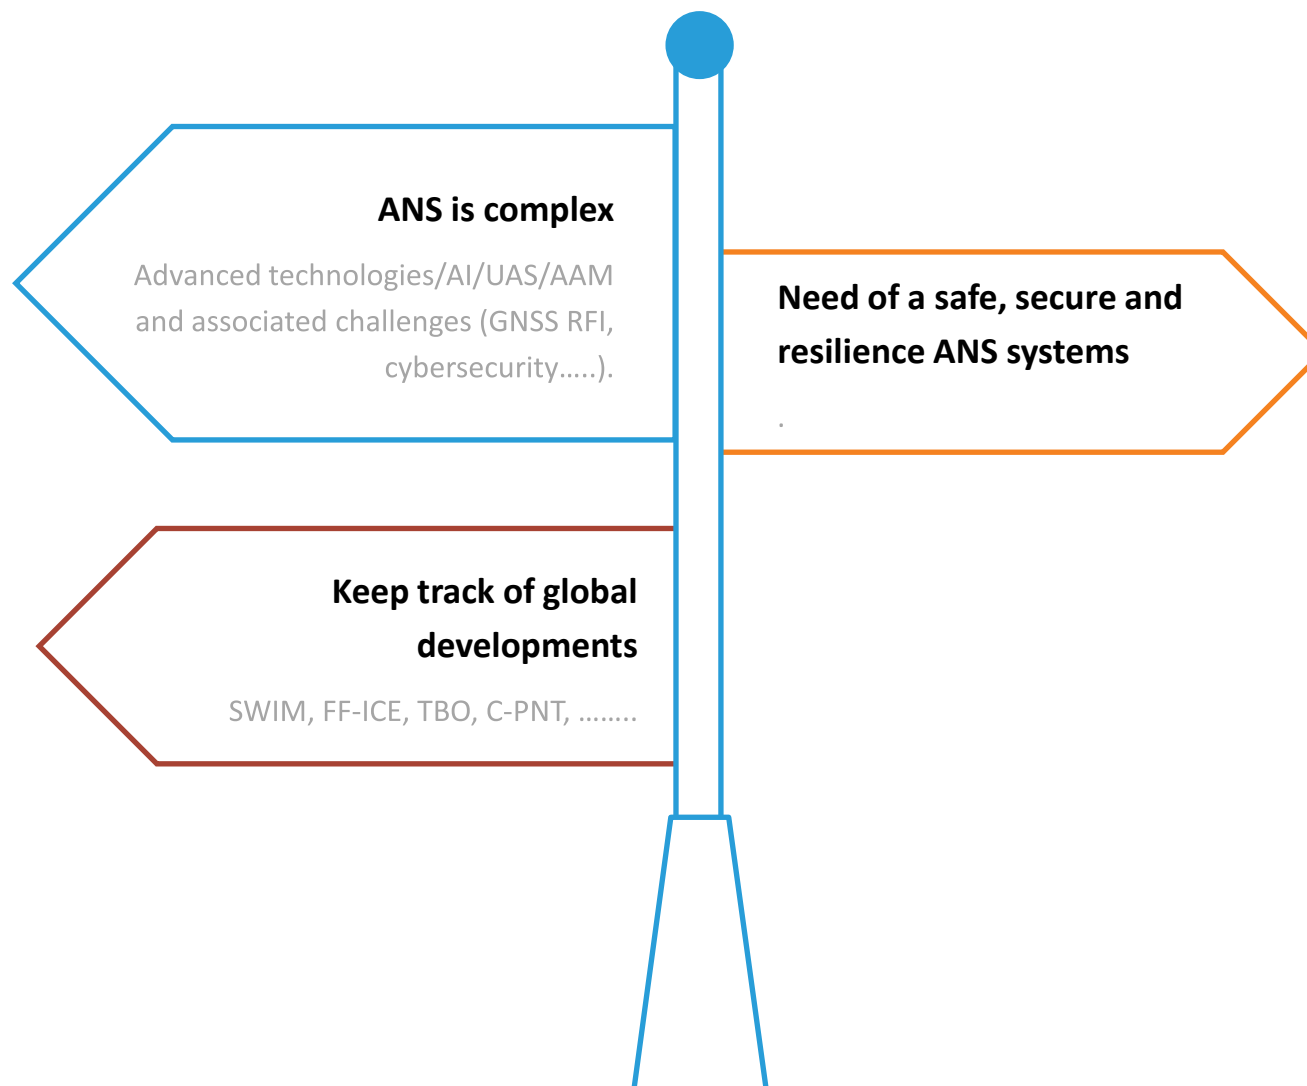 ANS is complex
Advanced technologies/AI/UAS/AAM
and associated challenges (GNSS RFI,
cybersecurity…..).
Need of a safe, secure and
resilience ANS systems
.
Keep track of global
developments
SWIM, FF-ICE, TBO, C-PNT, ……..